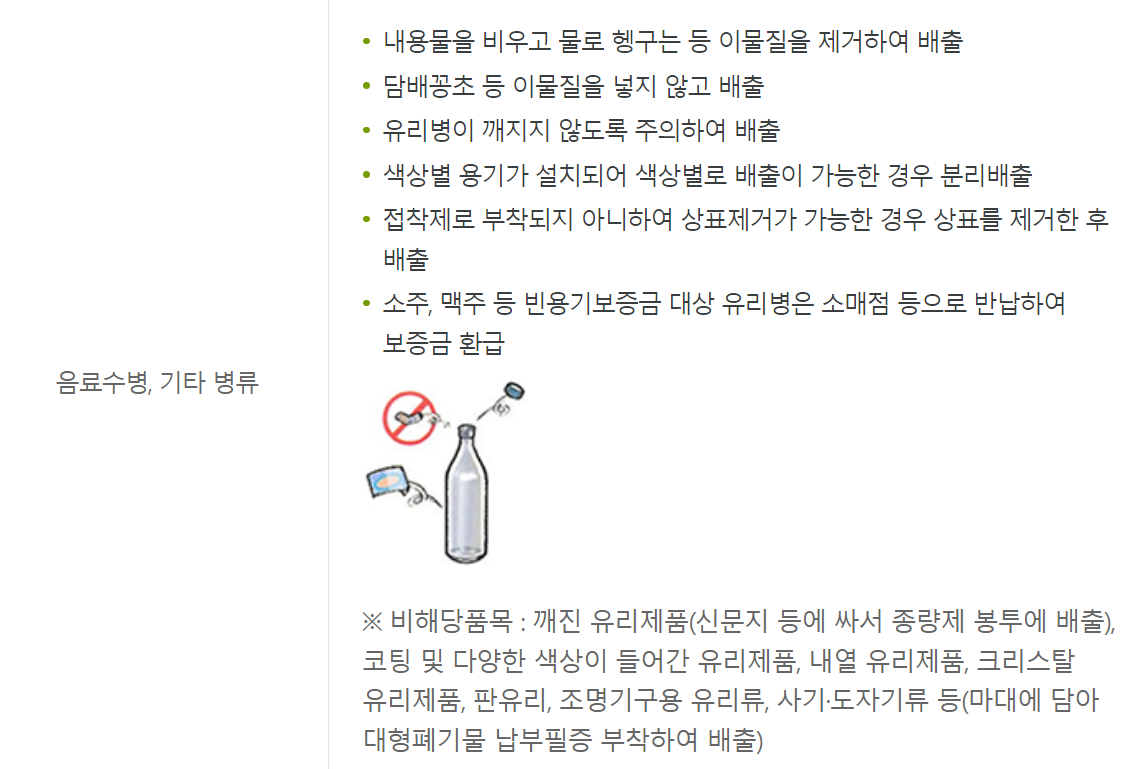 내용물을 비우고 물로 헹구는 등 이물질을 제거하여 배출
담배꽁초 등 이물질을 넣지 않고 배출
유리병이 깨지지 않도록 주의하여 배출
색상별 용기가 설치되어 색상별로 배출이 가능한 경우 분리배출
접착제로 부착되지 아니하여 상표제거가 가능한 경우 상표를 제거한 후
배출
소주, 맥주 등 빈용기보증금 대상 유리병은 소매점 등으로 반납하여
보증금 환급
음료수병, 기타 병류
※ 비해당품목 : 깨진 유리제품(신문지 등에 싸서 종량제 봉투에 배출),
코팅 및 다양한 색상이 들어간 유리제품, 내열 유리제품, 크리스탈
유리제품, 판유리, 조명기구용 유리류, 사기·도자기류 등(마대에 담아
대형폐기물 납부필증 부착하여 배출)